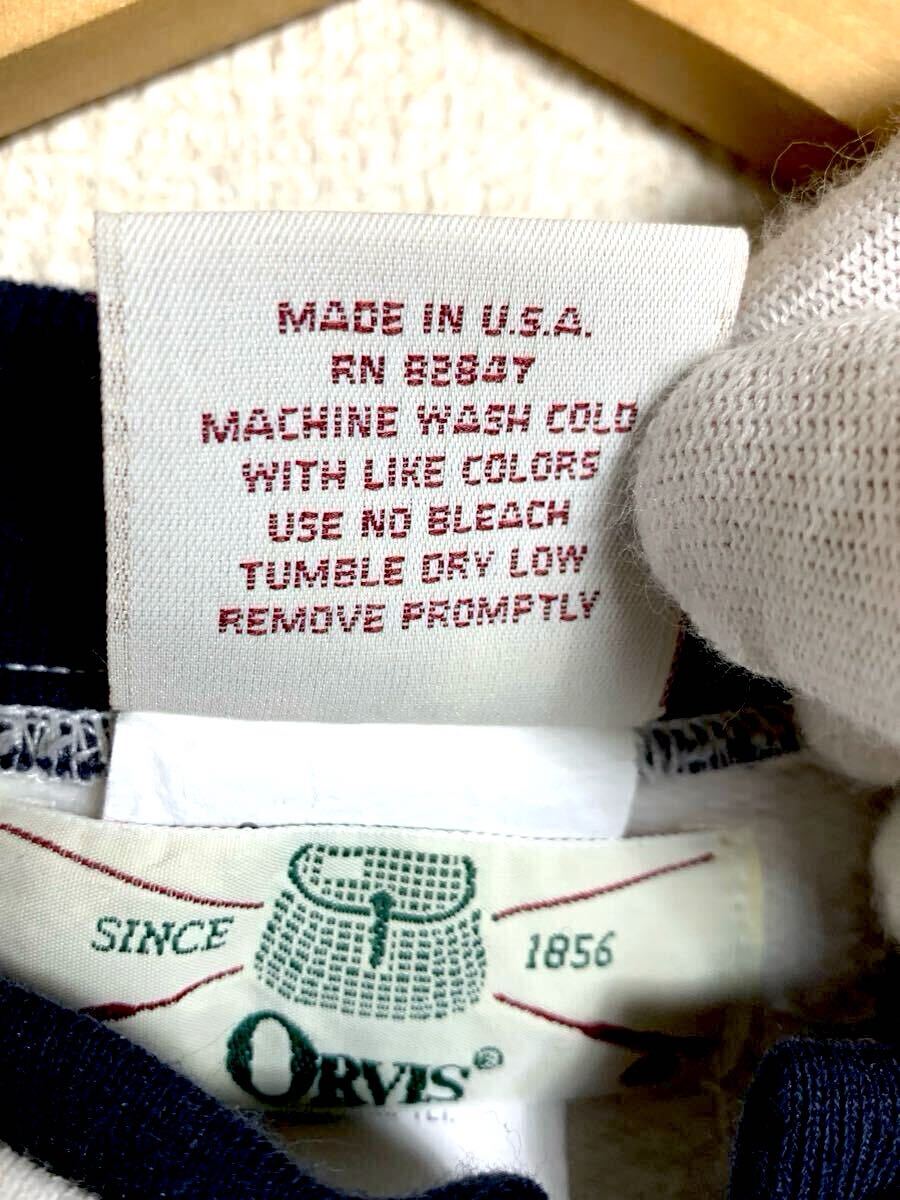 MADE IN U.S.A.
RN 82847
MACHINE WASH COLD
WITH LIKE COLORS
USE NO BLEACH
TUMBLE DRY LOW
REMOVE PROMPTLY
SINCE 1856
ORVIS®